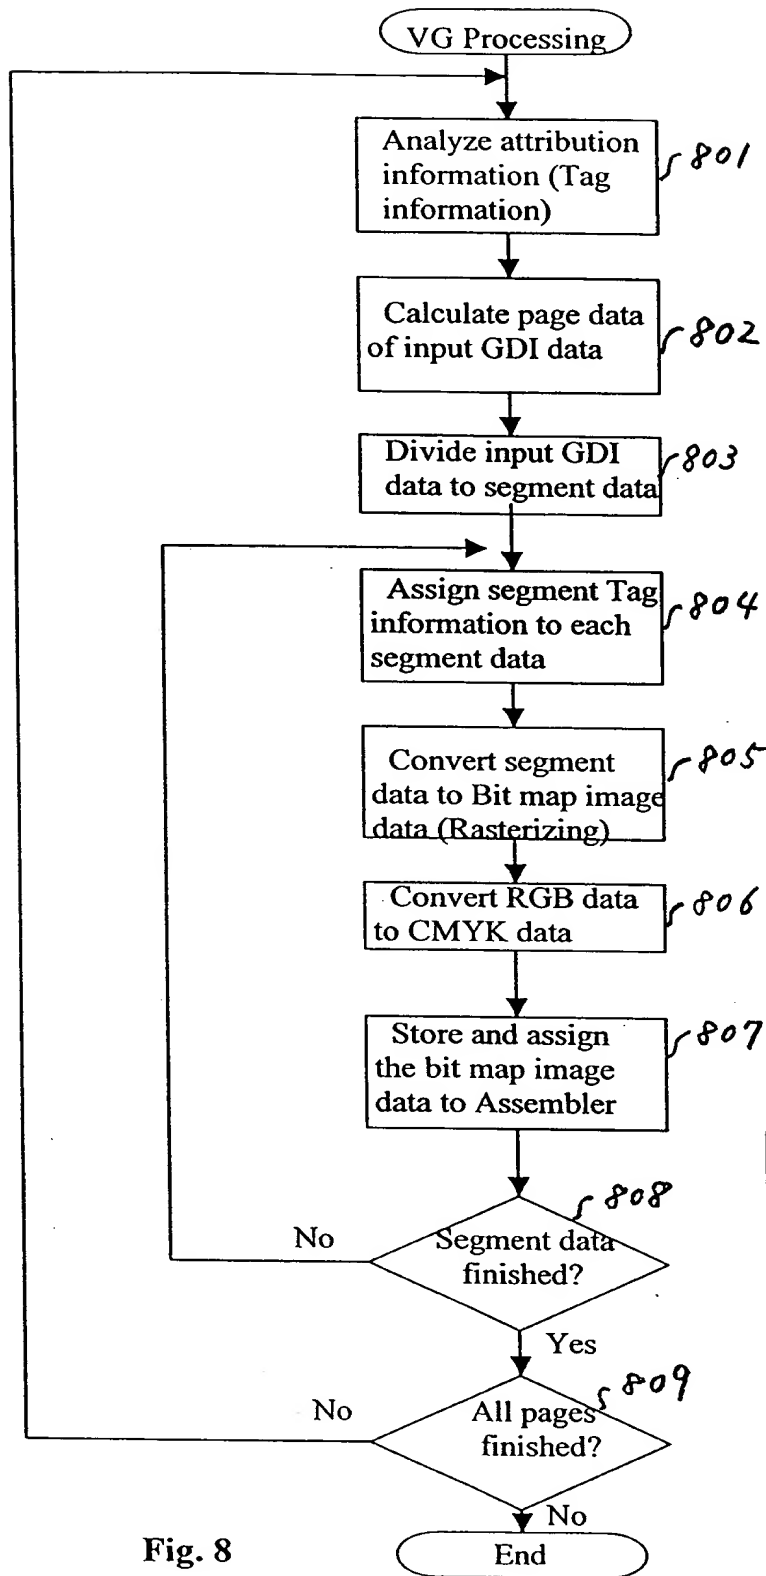 VG Processing
Analyze attribution
information (Tag
information)
801
Calculate page data
of input GDI data
802
Divide input GDI
data to segment data
803
Assign segment Tag
information to each
segment data
804
Convert segment
data to Bit map image
data (Rasterizing)
805
Convert RGB data
to CMYK data
806
Store and assign
the bit map image
data to Assembler
807
808
No
Segment data
finished?
Yes
809
No
All pages
finished?
No
Fig. 8
End